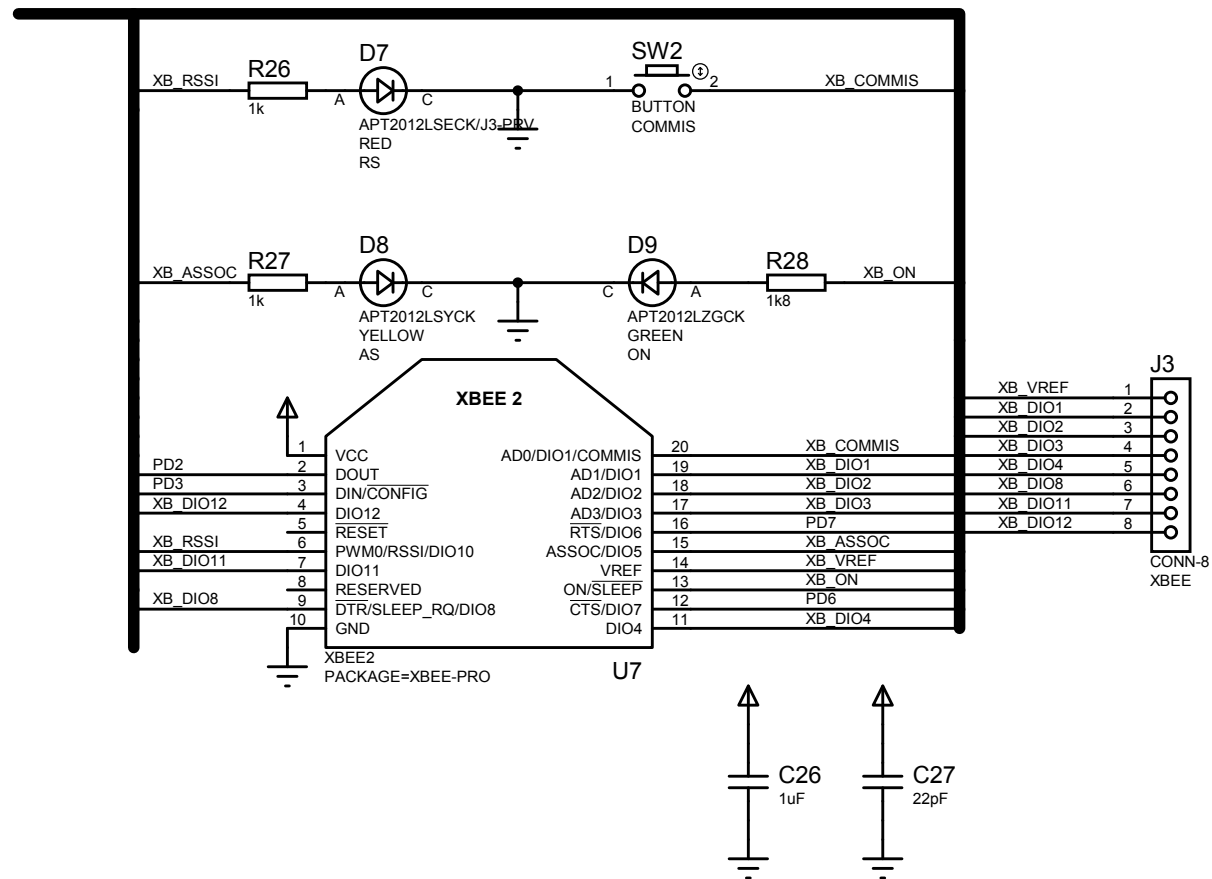 D7
SW2
XB_RSSI
R26
1
2
XB_COMMIS
1k
A
C
BUTTON
COMMIS
APT2012LSECK/J3-PRV
RED
RS
D8
D9
XB_ASSOC
R27
R28
XB_ON
1k
A
C
C
A
1k8
APT2012LSYCK
YELLOW
AS
APT2012LZGCK
GREEN
ON
XBEE 2
J3
XB_VREF 1
XB_DIO1 2
XB_DIO2 3
XB_DIO3 4
XB_DIO4 5
XB_DIO8 6
XB_DIO11 7
XB_DIO12 8
CONN-8
XBEE
1 VCC
PD2 2 DOUT
PD3 3 DIN/CONFIG
XB_DIO12 4 DIO12
5 RESET
XB_RSSI 6 PWM0/RSSI/DIO10
XB_DIO11 7 DIO11
8 RESERVED
XB_DIO8 9 DTR/SLEEP_RQ/DIO8
10 GND
AD0/DIO1/COMMIS 20 XB_COMMIS
AD1/DIO1 19 XB_DIO1
AD2/DIO2 18 XB_DIO2
AD3/DIO3 17 XB_DIO3
RTS/DIO6 16 PD7
ASSOC/DIO5 15 XB_ASSOC
VREF 14 XB_VREF
ON/SLEEP 13 XB_ON
CTS/DIO7 12 PD6
DIO4 11 XB_DIO4
XBEE2
PACKAGE=XBEE-PRO
U7
C26
1uF
C27
22pF